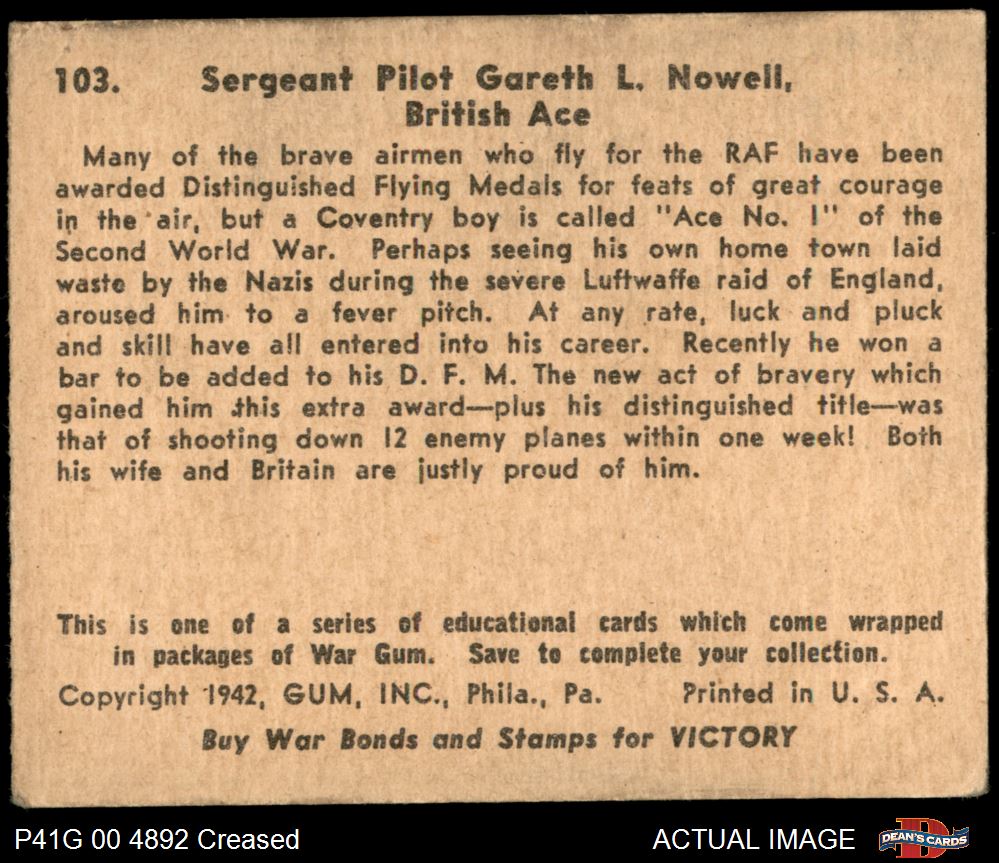 103. Sergeant Pilot Gareth L. Nowell,
British Ace
Many of the brave airmen who fly for the RAF have been
awarded Distinguished Flying Medals for feats of great courage
in the air, but a Coventry boy is called "Ace No. 1" of the
Second World War. Perhaps seeing his own home town laid
waste by the Nazis during the severe Luftwaffe raid of England,
aroused him to a fever pitch. At any rate, luck and pluck
and skill have all entered into his career. Recently he won a
bar to be added to his D. F. M. The new act of bravery which
gained him this extra award—plus his distinguished title—was
that of shooting down 12 enemy planes within one week! Both
his wife and Britain are justly proud of him.
This is one of a series of educational cards which come wrapped
in packages of War Gum. Save to complete your collection.
Copyright 1942, GUM, INC., Phila., Pa. Printed in U. S. A.
Buy War Bonds and Stamps for VICTORY
P41G 00 4892 Creased ACTUAL IMAGE
D
DEAN'S CARDS